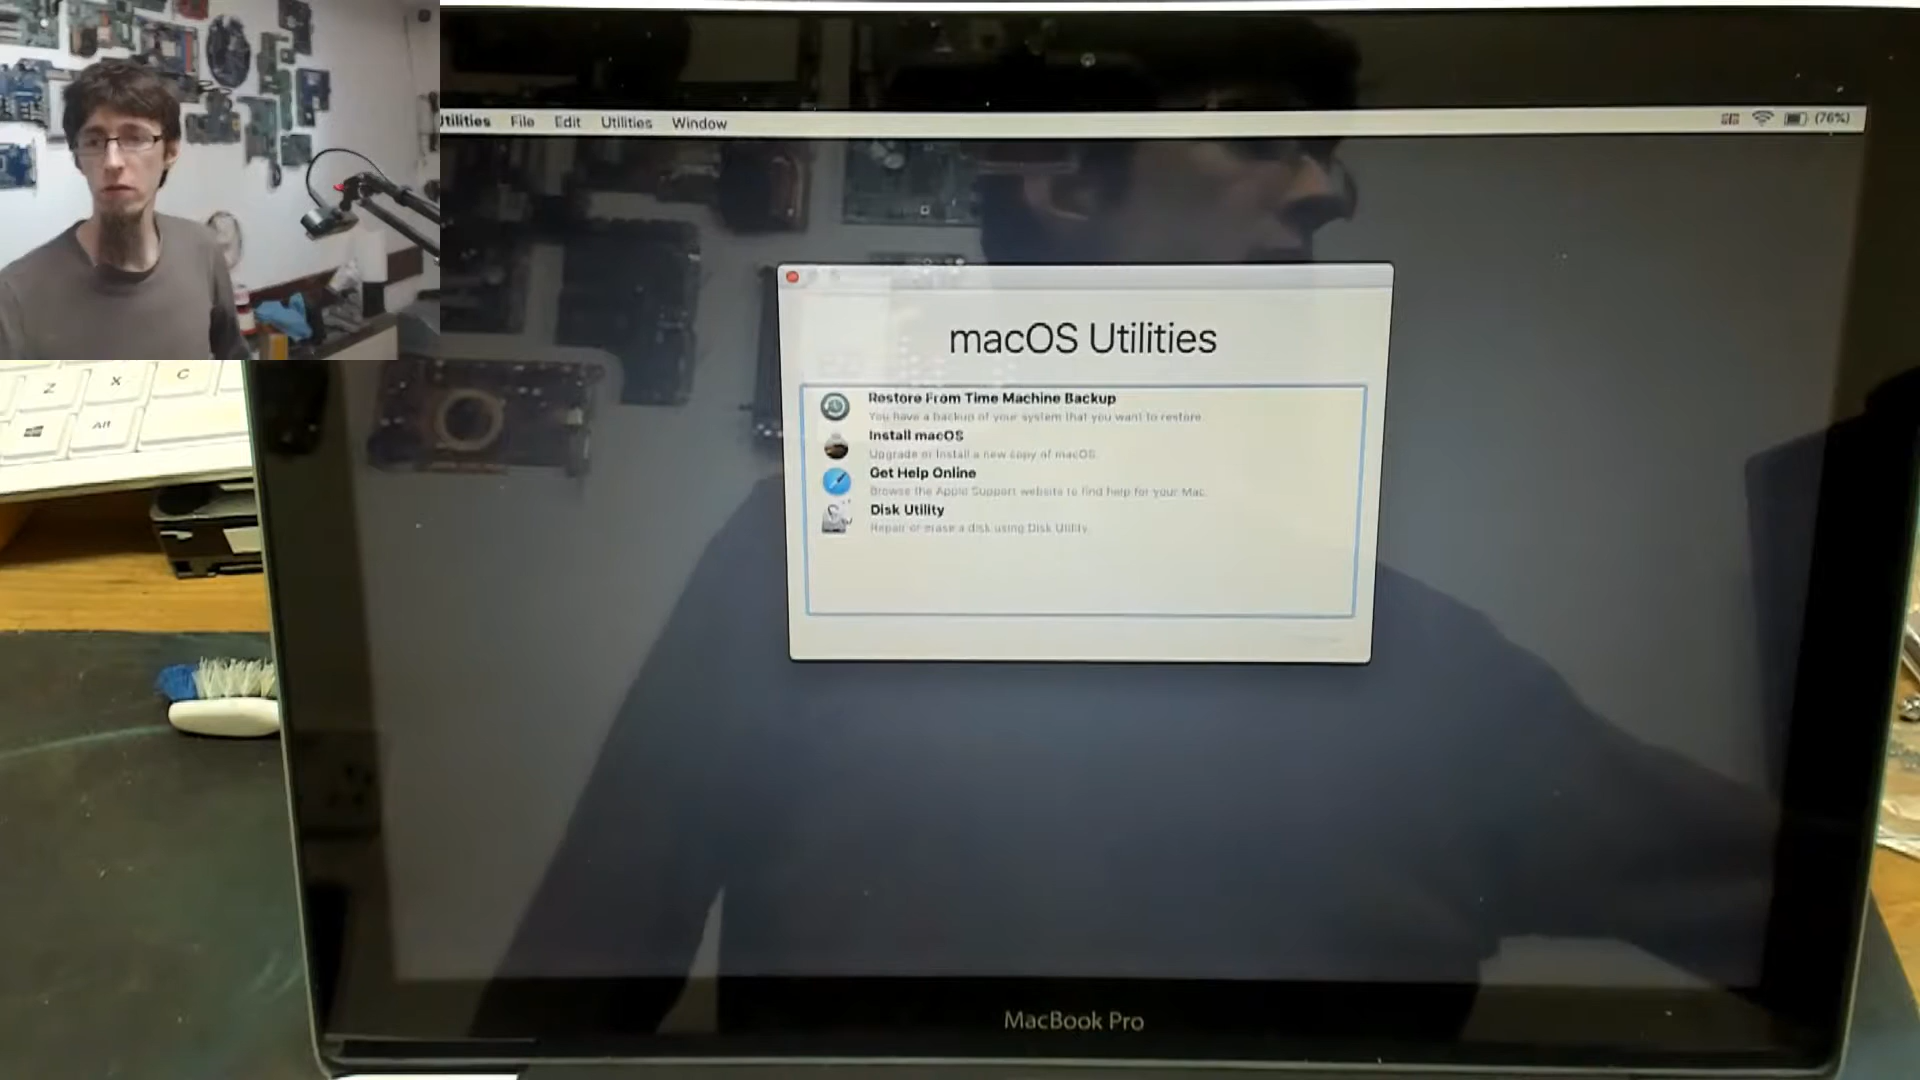 Utilities File Edit Utilities Window (76%)
macOS Utilities
Restore From Time Machine Backup
You have a backup of your system that you want to restore.
Install macOS
Upgrade or install a new copy of macOS.
Get Help Online
Browse the Apple Support website to find help for your Mac.
Disk Utility
Repair or erase a disk using Disk Utility.
Z X C
Alt
MacBook Pro